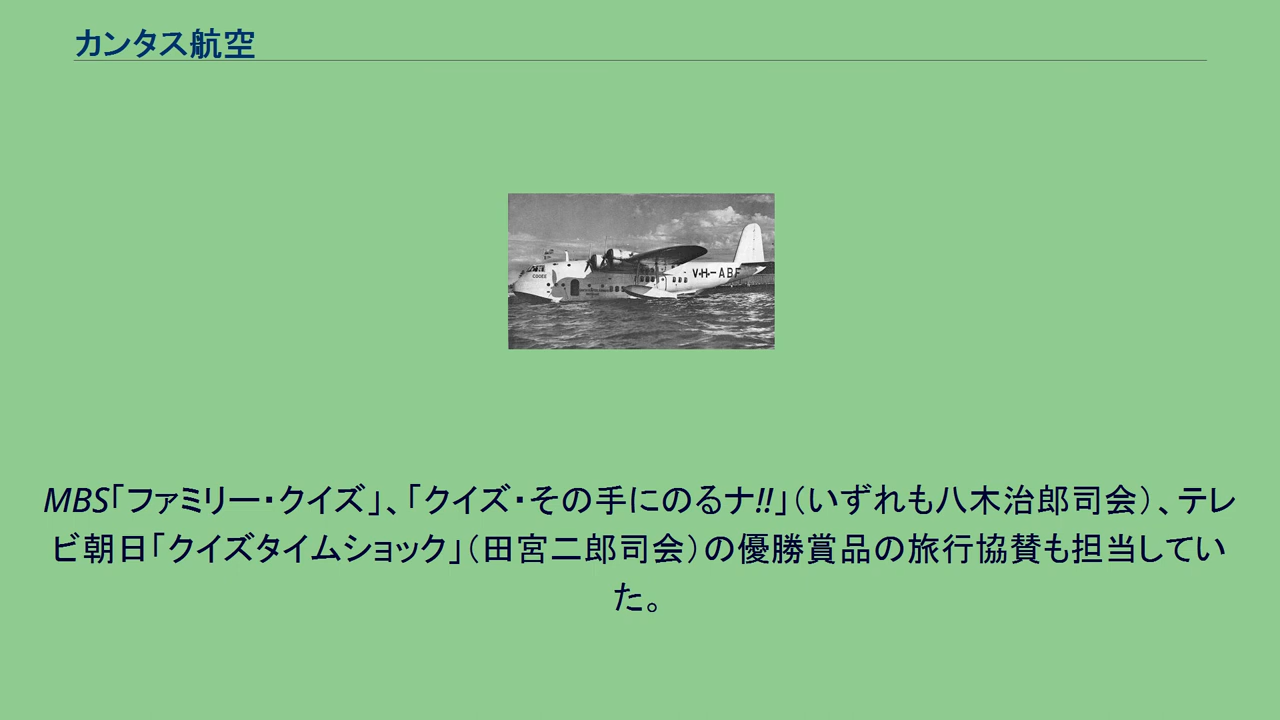 カンタス航空
COOEE
VH-ABF
MBS「ファミリー・クイズ」、「クイズ・その手にのるナ!!」（いずれも八木治郎司会）、テレ
ビ朝日「クイズタイムショック」（田宮二郎司会）の優勝賞品の旅行協賛も担当してい
た。